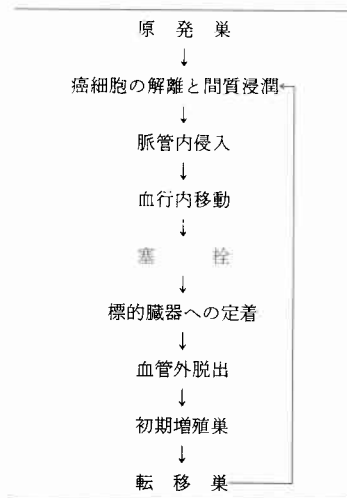 原発巣
癌細胞の解離と間質浸潤
脈管内侵入
血行内移動
塞栓
標的臓器への定着
血管外脱出
初期増殖巣
転移巣